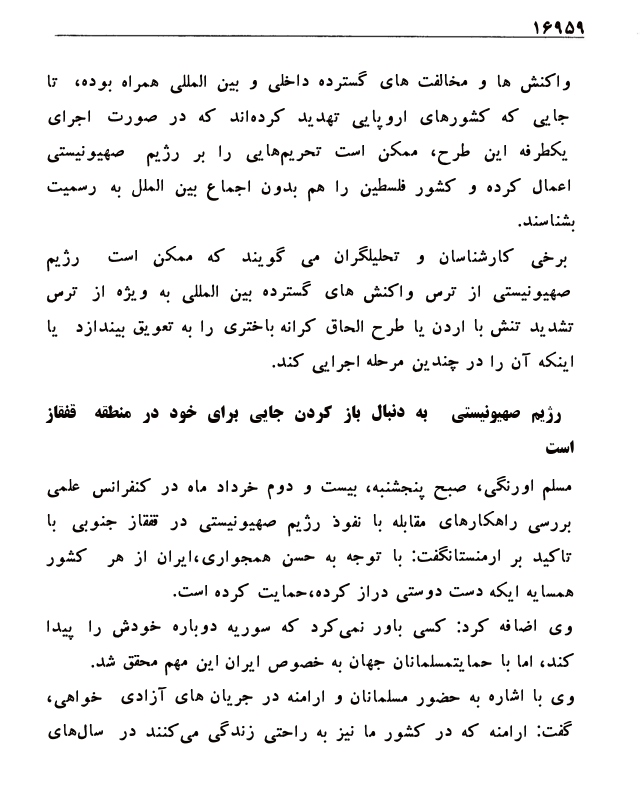 ۱۶۹۵۹
واکنش ها و مخالفت های گسترده داخلی و بین المللی همراه بوده، تا
جایی که کشورهای اروپایی تهدید کرده‌اند که در صورت اجرای
یکطرفه این طرح، ممکن است تحریم‌هایی را بر رژیم صهیونیستی
اعمال کرده و کشور فلسطین را هم بدون اجماع بین الملل به رسمیت
بشناسند.
برخی کارشناسان و تحلیلگران می گویند که ممکن است رژیم
صهیونیستی از ترس واکنش های گسترده بین المللی به ویژه از ترس
تشدید تنش با اردن یا طرح الحاق کرانه باختری را به تعویق بیندازد یا
اینکه آن را در چندین مرحله اجرایی کند.
رژیم صهیونیستی به دنبال باز کردن جایی برای خود در منطقه قفقاز
است
مسلم اورنگی، صبح پنجشنبه، بیست و دوم خرداد ماه در کنفرانس علمی
بررسی راهکارهای مقابله با نفوذ رژیم صهیونیستی در قفقاز جنوبی با
تاکید بر ارمنستانگفت: با توجه به حسن همجواری،ایران از هر کشور
همسایه ایکه دست دوستی دراز کرده،حمایت کرده است.
وی اضافه کرد: کسی باور نمی‌کرد که سوریه دوباره خودش را پیدا
کند، اما با حمایتمسلمانان جهان به خصوص ایران این مهم محقق شد.
وی با اشاره به حضور مسلمانان و ارامنه در جریان های آزادی خواهی،
گفت: ارامنه که در کشور ما نیز به راحتی زندگی می‌کنند در سال‌های